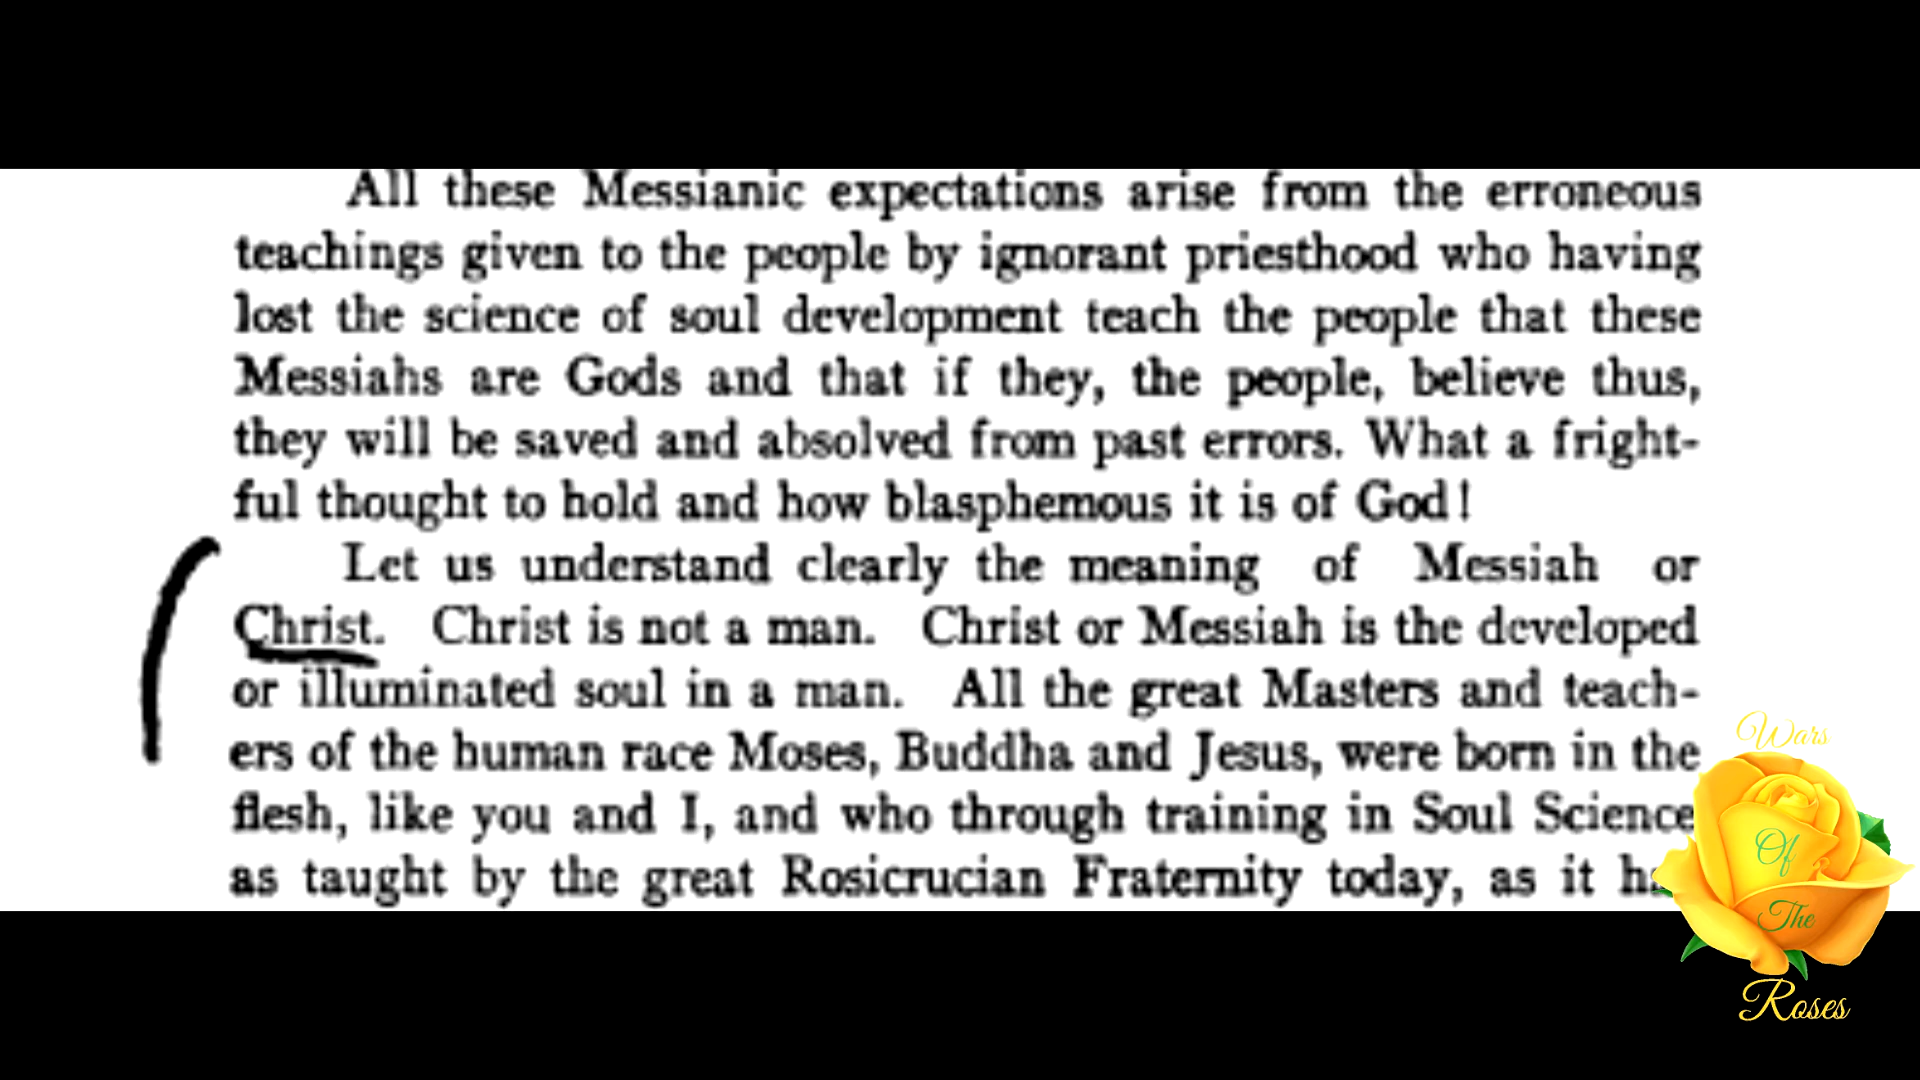 All these Messianic expectations arise from the erroneous
teachings given to the people by ignorant priesthood who having
lost the science of soul development teach the people that these
Messiahs are Gods and that if they, the people, believe thus,
they will be saved and absolved from past errors. What a fright-
ful thought to hold and how blasphemous it is of God!
Let us understand clearly the meaning of Messiah or
Christ. Christ is not a man. Christ or Messiah is the developed
or illuminated soul in a man. All the great Masters and teach-
ers of the human race Moses, Buddha and Jesus, were born in the
flesh, like you and I, and who through training in Soul Science
as taught by the great Rosicrucian Fraternity today, as it
Wars
Of
The
Roses